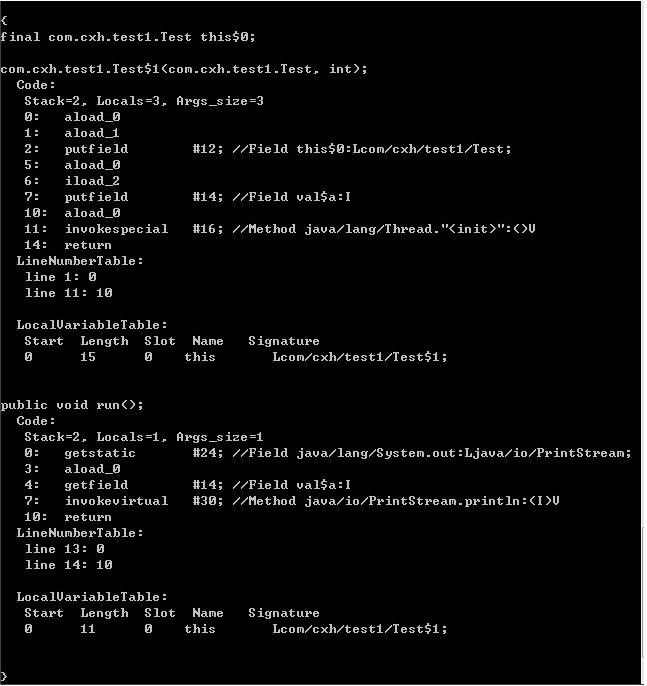 {
final com.cxh.test1.Test this$0;
com.cxh.test1.Test$1(com.cxh.test1.Test, int);
  Code:
   Stack=2, Locals=3, Args_size=3
   0:   aload_0
   1:   aload_1
   2:   putfield        #12; //Field this$0:Lcom/cxh/test1/Test;
   5:   aload_0
   6:   iload_2
   7:   putfield        #14; //Field val$a:I
   10:  aload_0
   11:  invokespecial   #16; //Method java/lang/Thread."<init>":()V
   14:  return
  LineNumberTable:
   line 1: 0
   line 11: 10
  LocalVariableTable:
   Start  Length  Slot  Name   Signature
   0      15      0    this       Lcom/cxh/test1/Test$1;
public void run();
  Code:
   Stack=2, Locals=1, Args_size=1
   0:   getstatic       #24; //Field java/lang/System.out:Ljava/io/PrintStream;
   3:   aload_0
   4:   getfield        #14; //Field val$a:I
   7:   invokevirtual   #30; //Method java/io/PrintStream.println:(I)V
   10:  return
  LineNumberTable:
   line 13: 0
   line 14: 10
  LocalVariableTable:
   Start  Length  Slot  Name   Signature
   0      11      0    this       Lcom/cxh/test1/Test$1;
}